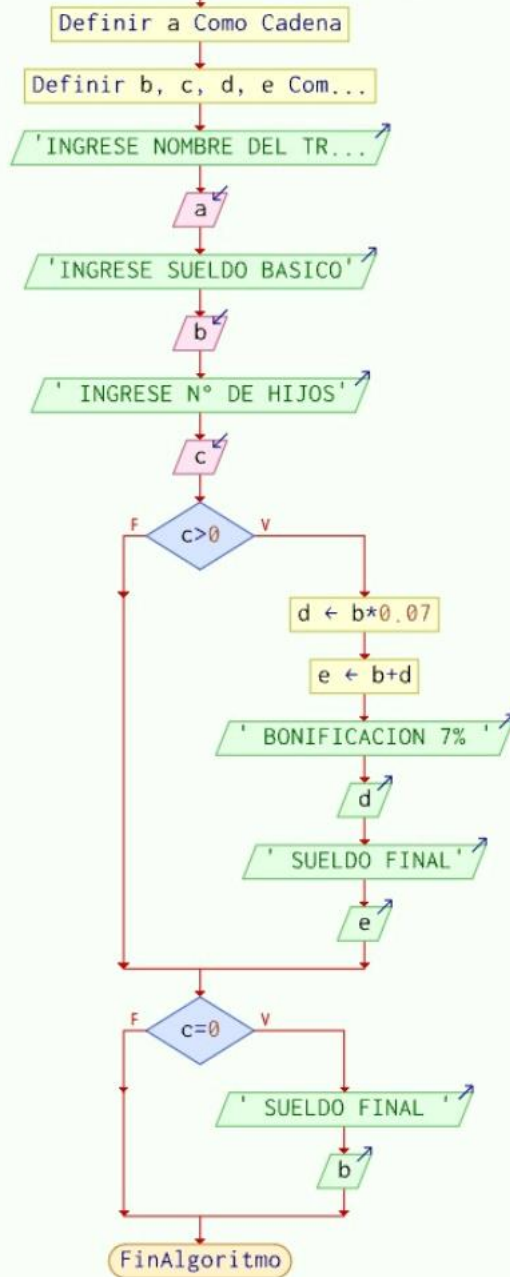 Definir a Como Cadena
Definir b, c, d, e Com...
'INGRESE NOMBRE DEL TR...
a
'INGRESE SUELDO BASICO'
b
' INGRESE Nº DE HIJOS'
c
F
V
c>0
d ← b*0.07
e ← b+d
' BONIFICACION 7% '
d
' SUELDO FINAL'
e
F
V
c=0
' SUELDO FINAL '
b
FinAlgoritmo